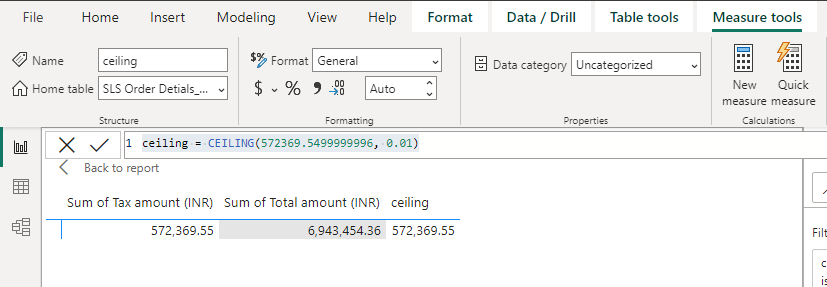 File Home Insert Modeling View Help Format Data / Drill Table tools Measure tools
Name ceiling
Home table SLS Order Detials_...
Structure
$% Format General
$ % 9 .00 →.0 Auto
Formatting
Data category Uncategorized
Properties
New measure
Quick measure
Calculations
1 ceiling = CEILING(572369.5499999996, 0.01)
Back to report
Sum of Tax amount (INR) Sum of Total amount (INR) ceiling
572,369.55 6,943,454.36 572,369.55
Filt
c
is